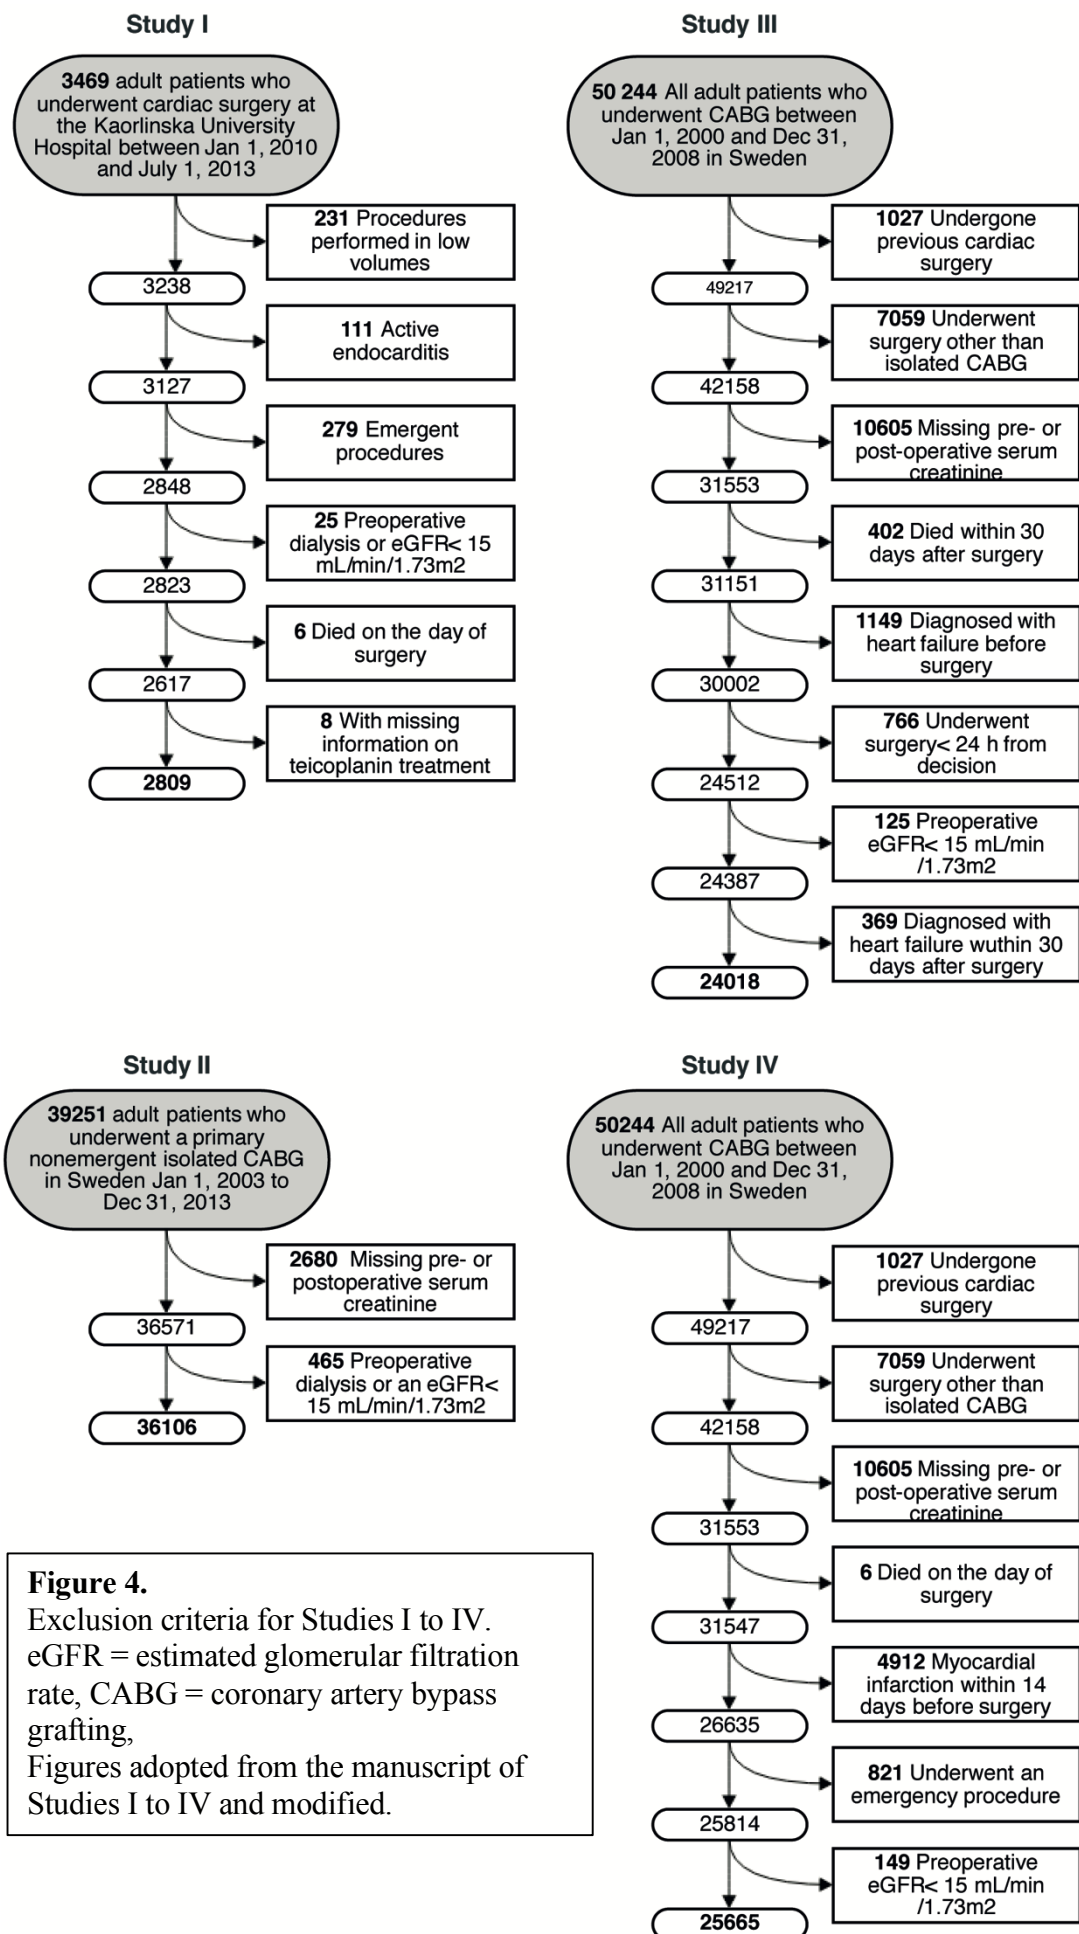 Study I
3469 adult patients who
underwent cardiac surgery at
the Kaorlinska University
Hospital between Jan 1, 2010
and July 1, 2013
231 Procedures
performed in low
volumes
3238
111 Active
endocarditis
3127
279 Emergent
procedures
2848
25 Preoperative
dialysis or eGFR< 15
mL/min/1.73m2
2823
6 Died on the day of
surgery
2617
8 With missing
information on
teicoplanin treatment
2809
Study III
50 244 All adult patients who
underwent CABG between
Jan 1, 2000 and Dec 31,
2008 in Sweden
1027 Undergone
previous cardiac
surgery
49217
7059 Underwent
surgery other than
isolated CABG
42158
10605 Missing pre- or
post-operative serum
creatinine
31553
402 Died within 30
days after surgery
31151
1149 Diagnosed with
heart failure before
surgery
30002
766 Underwent
surgery< 24 h from
decision
24512
125 Preoperative
eGFR< 15 mL/min
/1.73m2
24387
369 Diagnosed with
heart failure wuthin 30
days after surgery
24018
Study II
39251 adult patients who
underwent a primary
nonemergent isolated CABG
in Sweden Jan 1, 2003 to
Dec 31, 2013
2680 Missing pre- or
postoperative serum
creatinine
36571
465 Preoperative
dialysis or an eGFR<
15 mL/min/1.73m2
36106
Study IV
50244 All adult patients who
underwent CABG between
Jan 1, 2000 and Dec 31,
2008 in Sweden
1027 Undergone
previous cardiac
surgery
49217
7059 Underwent
surgery other than
isolated CABG
42158
10605 Missing pre- or
post-operative serum
creatinine
31553
6 Died on the day of
surgery
31547
4912 Myocardial
infarction within 14
days before surgery
26635
821 Underwent an
emergency procedure
25814
149 Preoperative
eGFR< 15 mL/min
/1.73m2
25665
Figure 4.
Exclusion criteria for Studies I to IV.
eGFR = estimated glomerular filtration
rate, CABG = coronary artery bypass
grafting,
Figures adopted from the manuscript of
Studies I to IV and modified.